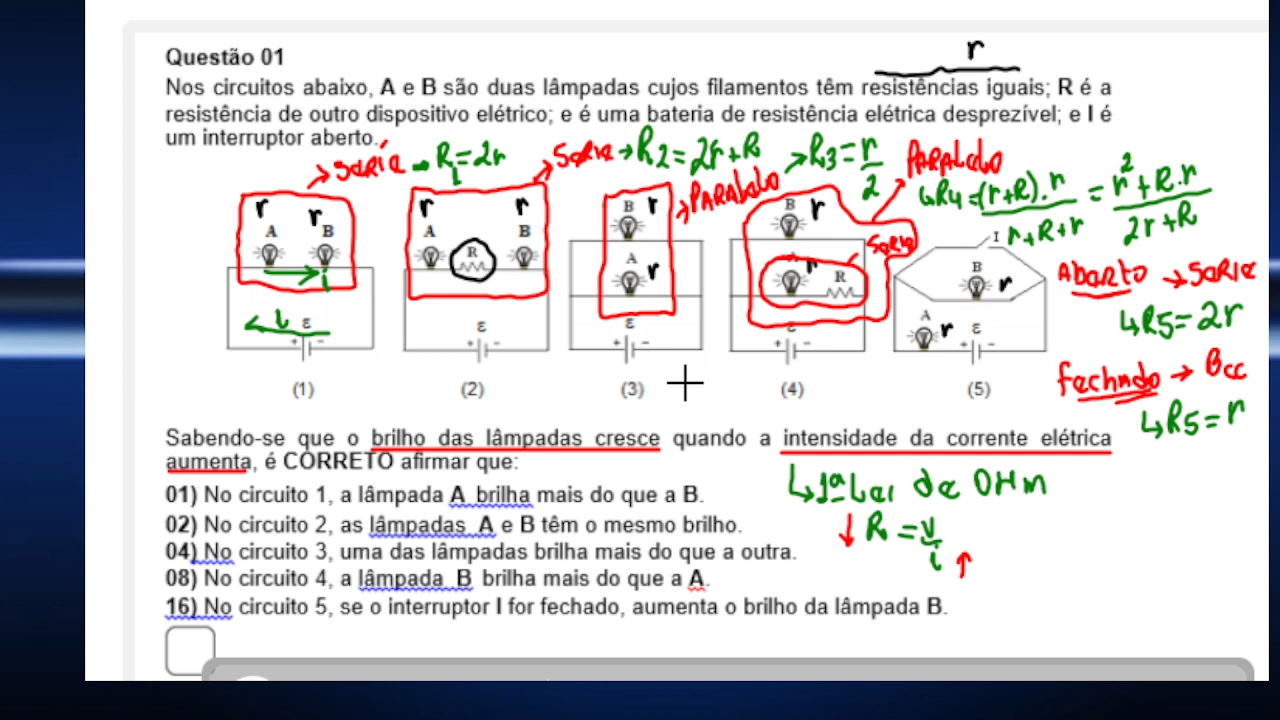 Questão 01
r
Nos circuitos abaixo, A e B são duas lâmpadas cujos filamentos têm resistências iguais; R é a
resistência de outro dispositivo elétrico; e é uma bateria de resistência elétrica desprezível; e I é
um interruptor aberto.
SERIE → R1 = 2r
SERIE → R2 = 2r + R
PARALELO
R3 = r/2
PARALELO
R4 = (r+R).r / r+R+r = r² + R.r / 2r+R
r r
A B
i
i ε
+ −
(1)
r r
A R B
ε
+ −
(2)
B r
A r
ε
+ −
(3)
B r
SERIE
r R
ε
+ −
(4)
I
B r
A r ε
+ −
(5)
Aberto → SERIE
R5 = 2r
fechado → Bcc
R5 = r
Sabendo-se que o brilho das lâmpadas cresce quando a intensidade da corrente elétrica
aumenta, é CORRETO afirmar que:
1ª Lei de OHM
R = V/i
01) No circuito 1, a lâmpada A brilha mais do que a B.
02) No circuito 2, as lâmpadas A e B têm o mesmo brilho.
04) No circuito 3, uma das lâmpadas brilha mais do que a outra.
08) No circuito 4, a lâmpada B brilha mais do que a A.
16) No circuito 5, se o interruptor I for fechado, aumenta o brilho da lâmpada B.